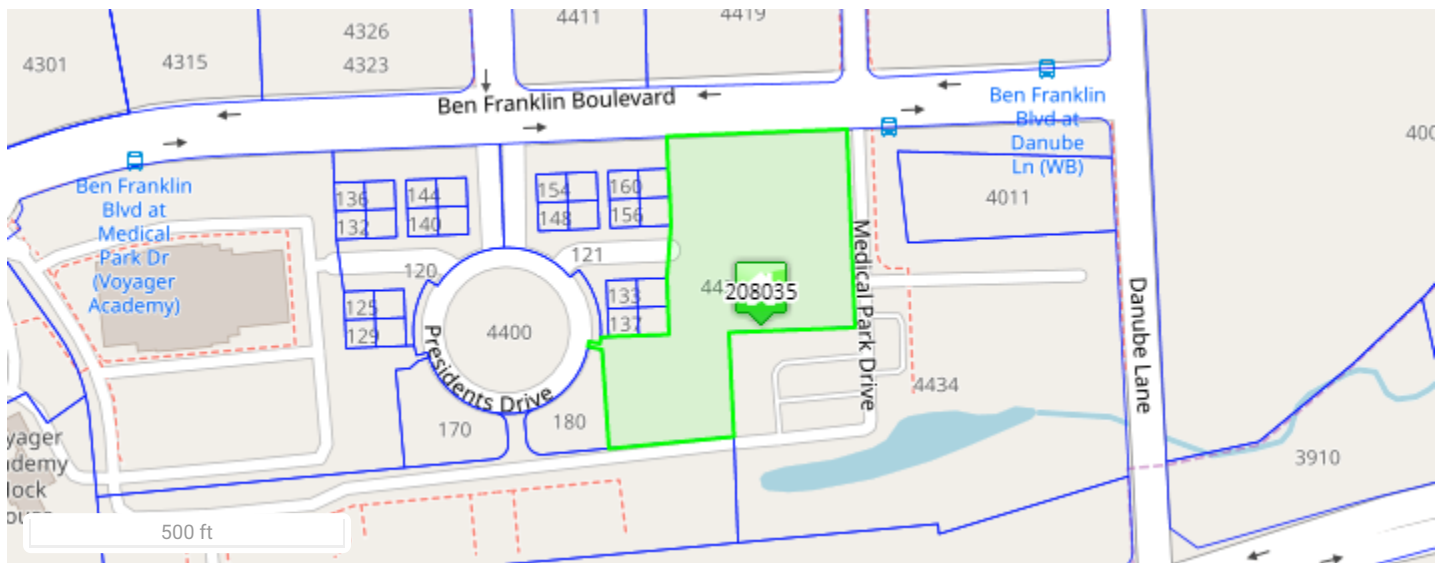 4411
4419
4326
4301
4315
4323
Ben Franklin Boulevard
Ben Franklin
Blvd at
Danube
Ln (WB)
Ben Franklin
Blvd at
Medical
Park Dr
(Voyager
Academy)
136
144
154
160
132
140
148
156
4011
121
120
125
133
208035
129
137
4400
Presidents Drive
Medical Park Drive
Danube Lane
4434
170
180
3910
500 ft